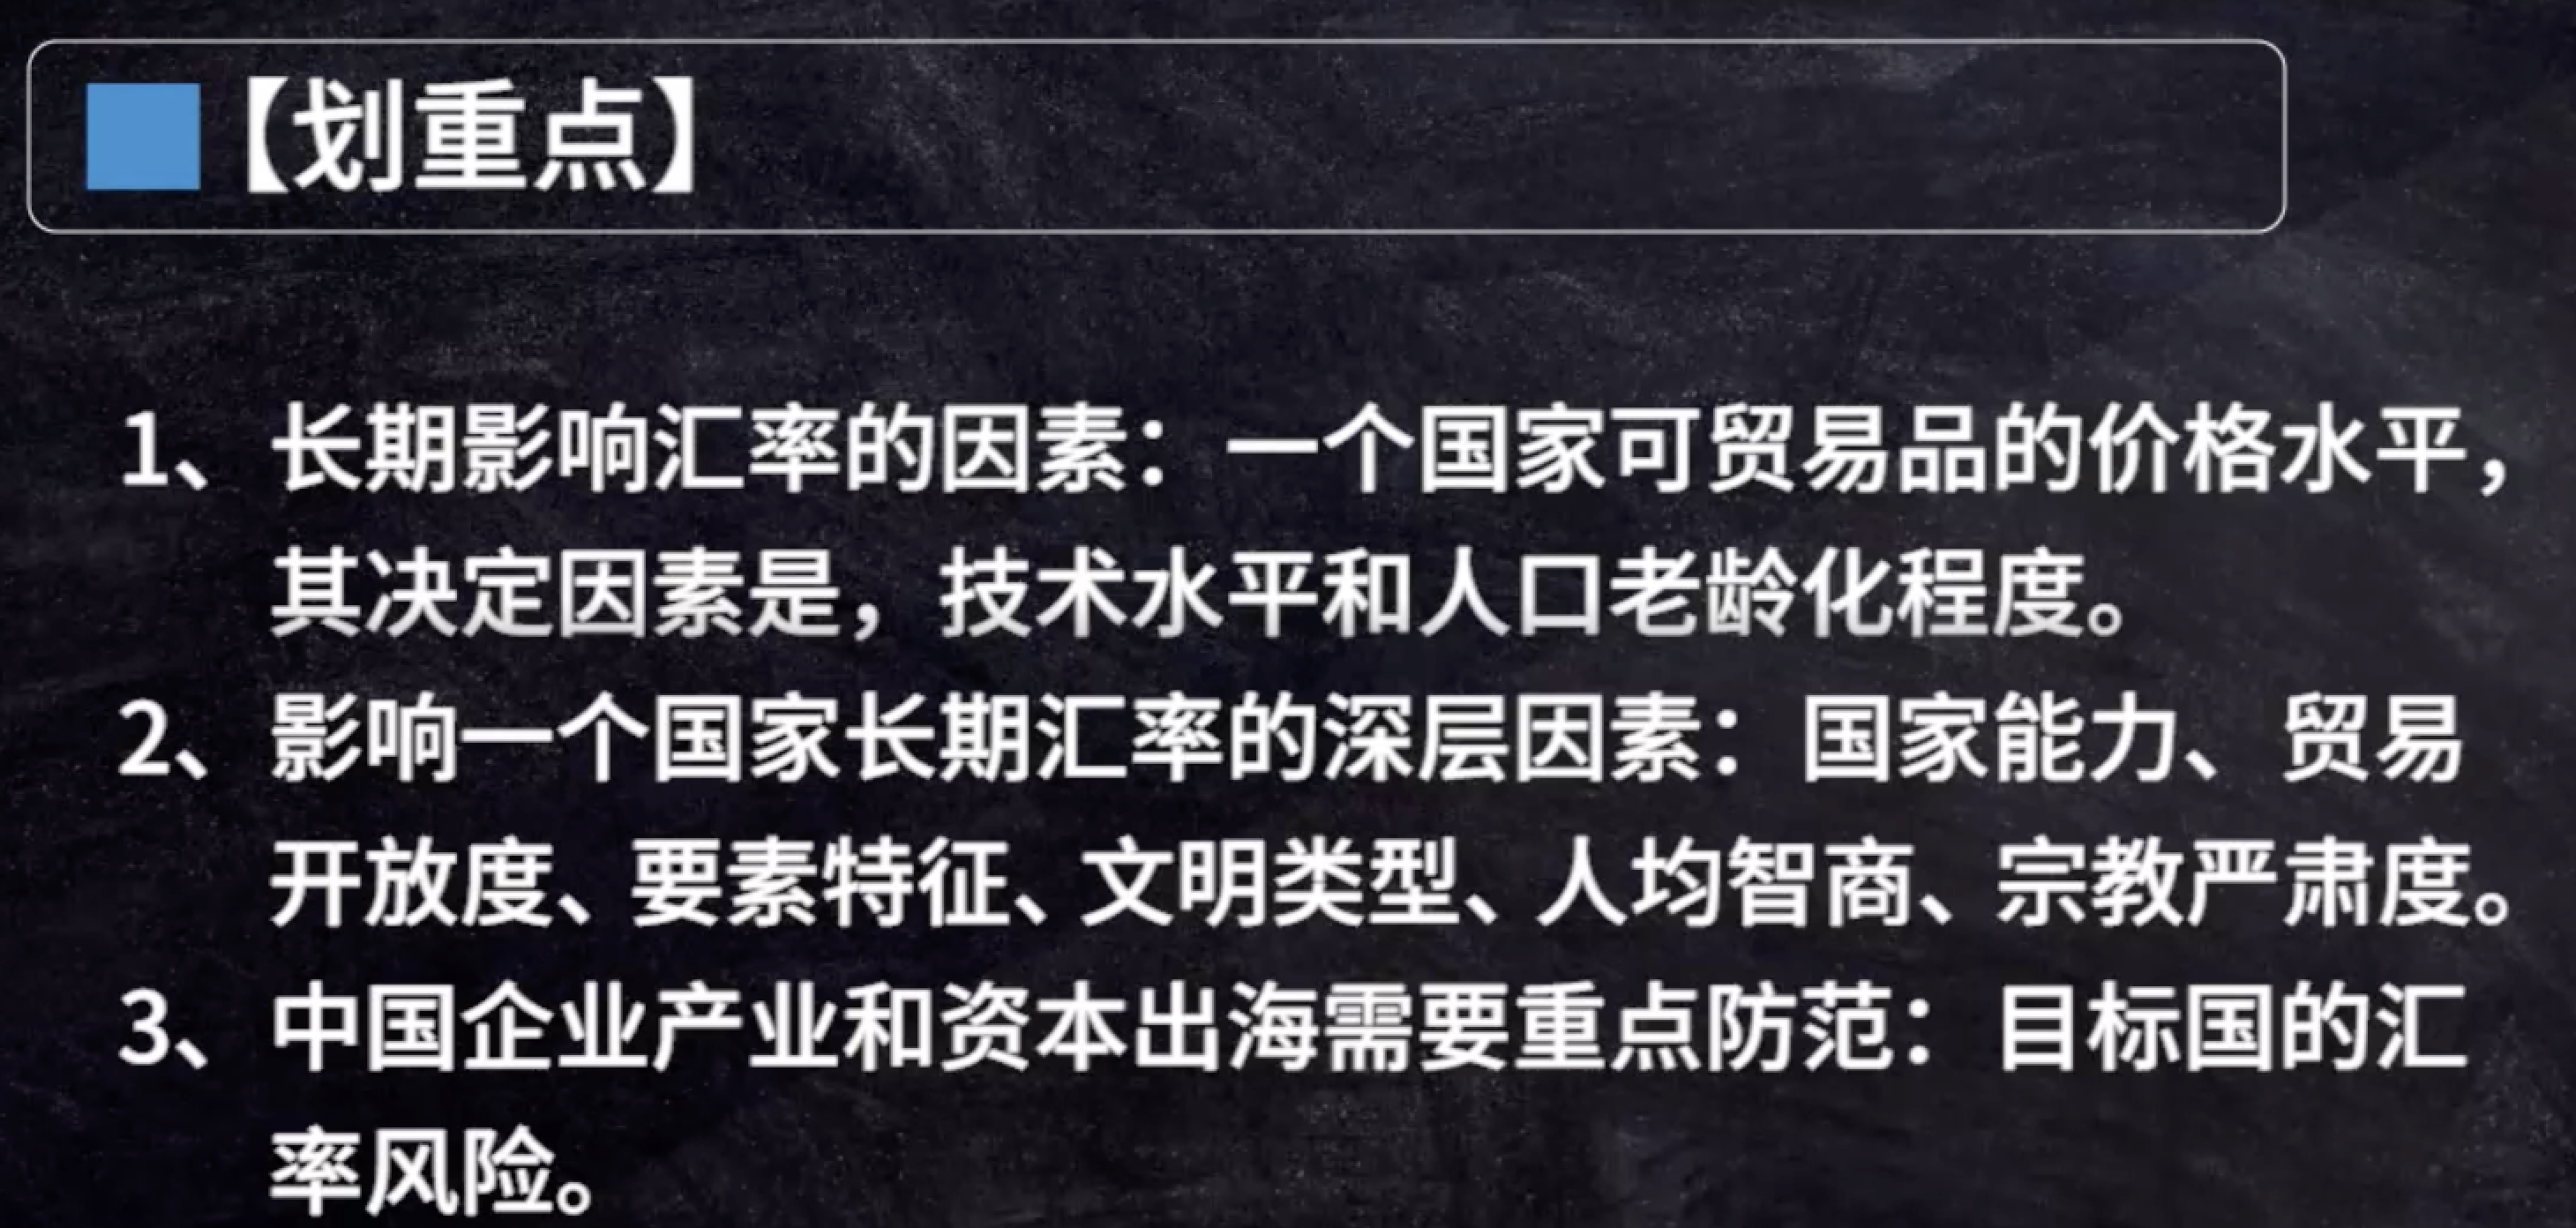 【划重点】
1、长期影响汇率的因素：一个国家可贸易品的价格水平，
其决定因素是，技术水平和人口老龄化程度。
2、影响一个国家长期汇率的深层因素：国家能力、贸易
开放度、要素特征、文明类型、人均智商、宗教严肃度。
3、中国企业产业和资本出海需要重点防范：目标国的汇
率风险。